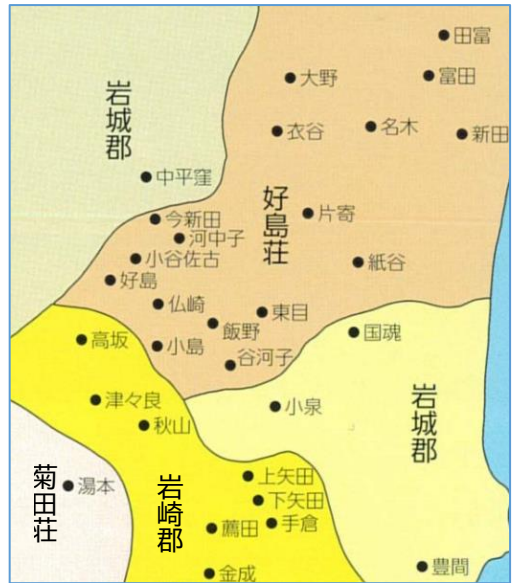 田富
大野
富田
岩城郡
衣谷
名木
新田
中平窪
好島荘
今新田
片寄
河中子
小谷佐古
紙谷
好島
仏崎
東目
飯野
国魂
高坂
小島
谷河子
津々良
小泉
岩城郡
秋山
菊田荘
湯本
岩崎郡
上矢田
下矢田
手倉
薦田
金成
豊間